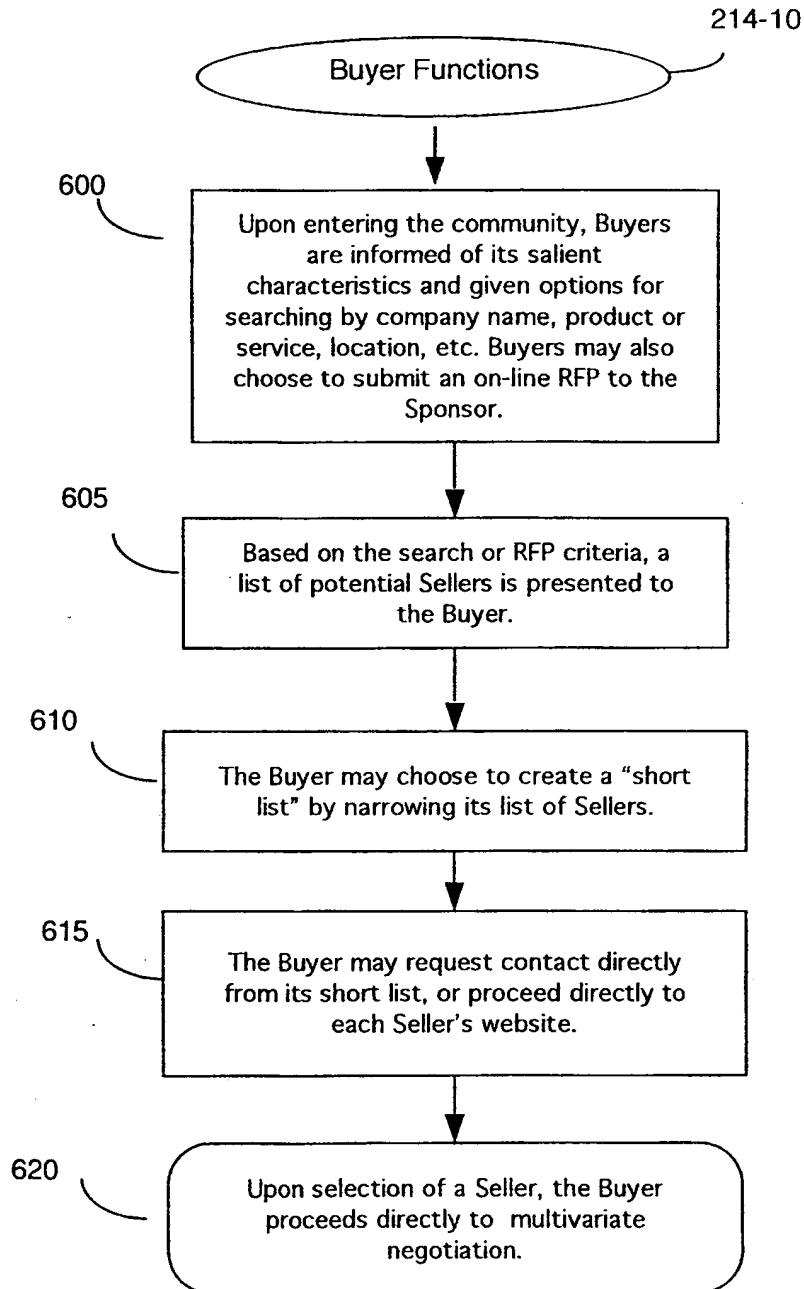 214-10
Buyer Functions
600
Upon entering the community, Buyers
are informed of its salient
characteristics and given options for
searching by company name, product or
service, location, etc. Buyers may also
choose to submit an on-line RFP to the
Sponsor.
605
Based on the search or RFP criteria, a
list of potential Sellers is presented to
the Buyer.
610
The Buyer may choose to create a “short
list” by narrowing its list of Sellers.
615
The Buyer may request contact directly
from its short list, or proceed directly to
each Seller's website.
620
Upon selection of a Seller, the Buyer
proceeds directly to multivariate
negotiation.